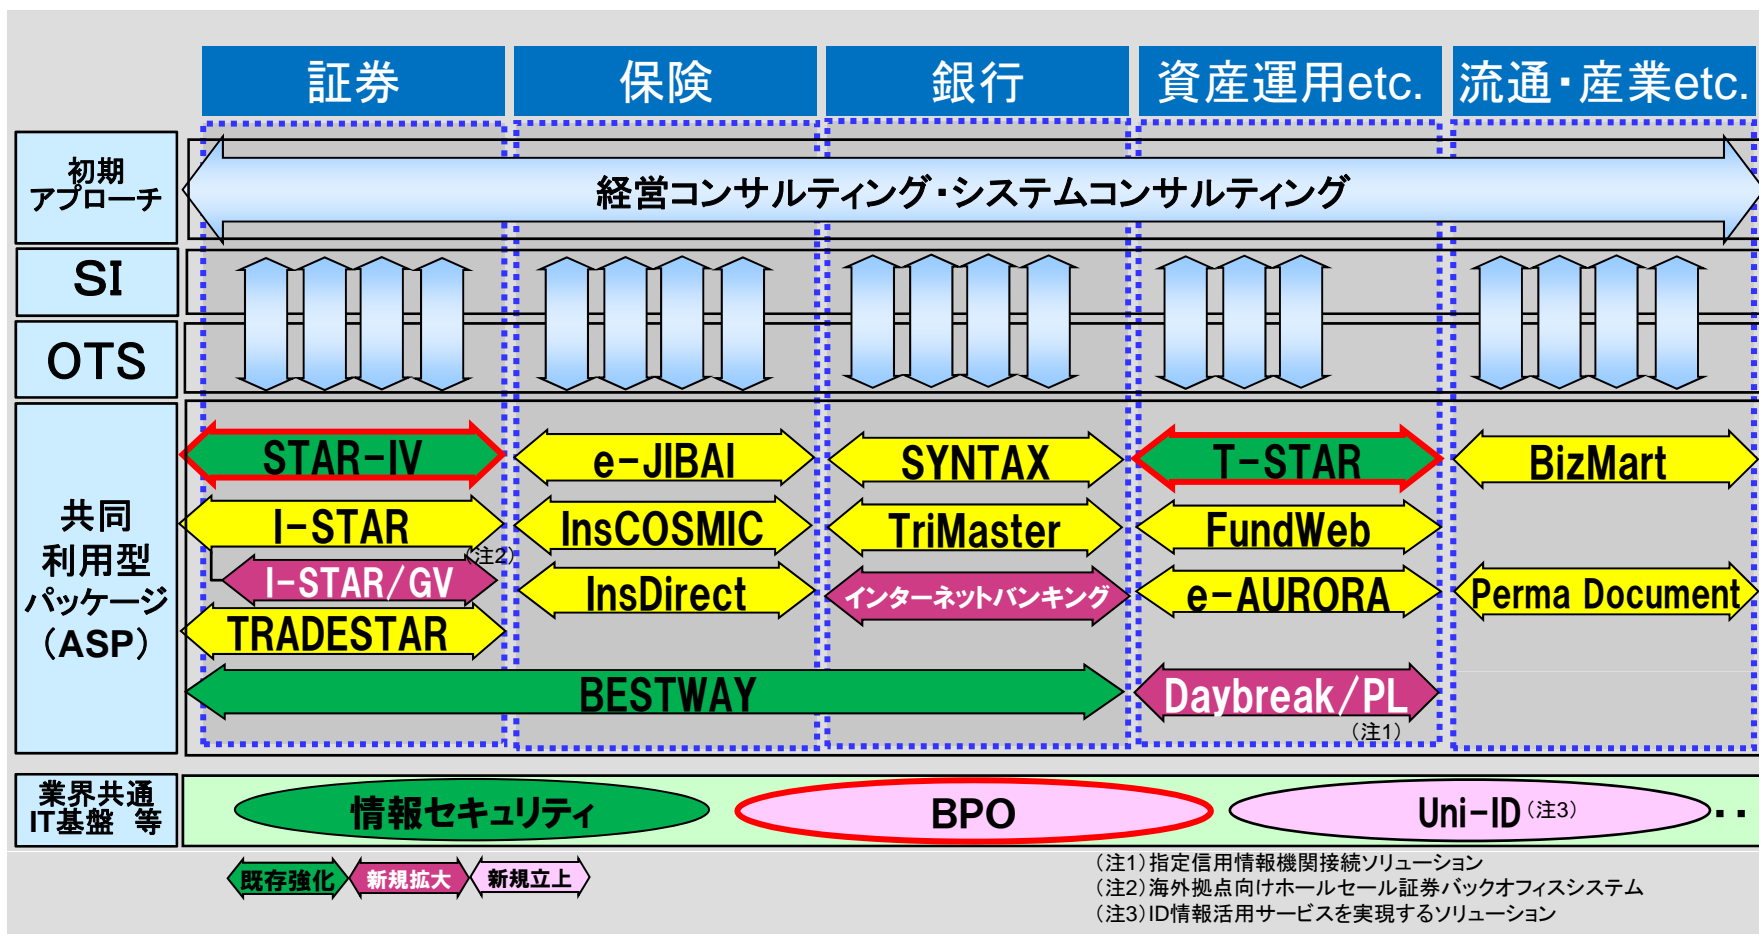 証券
保険
銀行
資産運用etc.
流通・産業etc.
初期
アプローチ
経営コンサルティング・システムコンサルティング
SI
OTS
共同
利用型
パッケージ
（ASP）
STAR-IV
e-JIBAI
SYNTAX
T-STAR
BizMart
I-STAR
InsCOSMIC
TriMaster
FundWeb
（注2）
I-STAR/GV
InsDirect
インターネットバンキング
e-AURORA
Perma Document
TRADESTAR
BESTWAY
Daybreak/PL
（注1）
業界共通
IT基盤 等
情報セキュリティ
BPO
Uni-ID（注3）
・・
既存強化
新規拡大
新規立上
（注1）指定信用情報機関接続ソリューション
（注2）海外拠点向けホールセール証券バックオフィスシステム
（注3）ID情報活用サービスを実現するソリューション